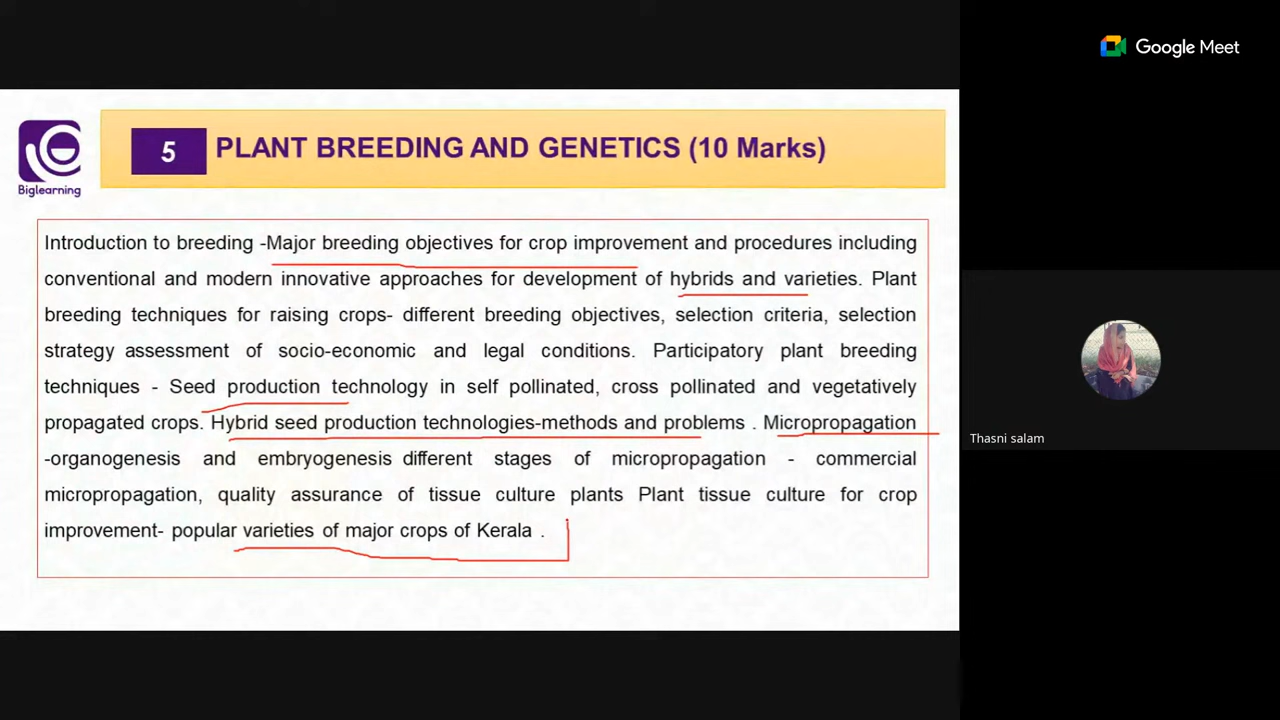 Google Meet
5 PLANT BREEDING AND GENETICS (10 Marks)
Biglearning
Introduction to breeding -Major breeding objectives for crop improvement and procedures including
conventional and modern innovative approaches for development of hybrids and varieties. Plant
breeding techniques for raising crops- different breeding objectives, selection criteria, selection
strategy assessment of socio-economic and legal conditions. Participatory plant breeding
techniques - Seed production technology in self pollinated, cross pollinated and vegetatively
propagated crops. Hybrid seed production technologies-methods and problems . Micropropagation
-organogenesis and embryogenesis different stages of micropropagation - commercial
micropropagation, quality assurance of tissue culture plants Plant tissue culture for crop
improvement- popular varieties of major crops of Kerala .
Thasni salam